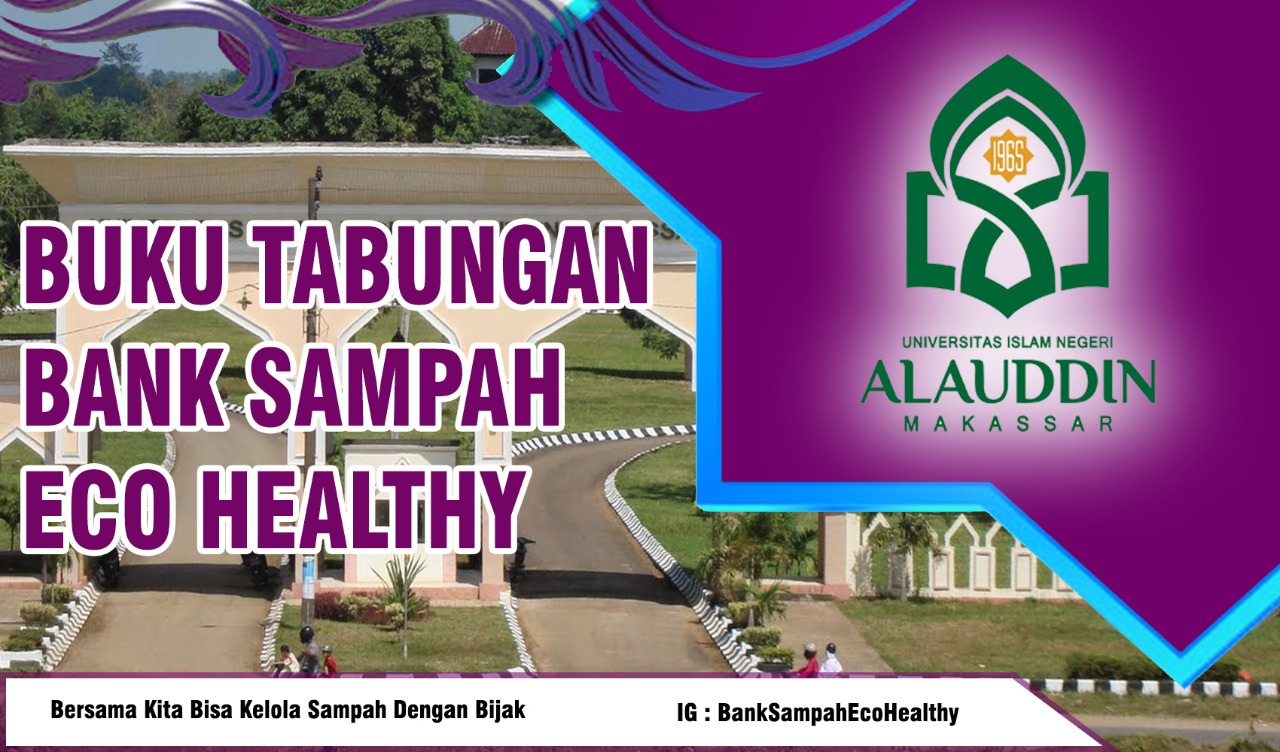 BUKU TABUNGAN
BANK SAMPAH
ECO HEALTHY
1965
UNIVERSITAS ISLAM NEGERI
ALAUDDIN
MAKASSAR
Bersama Kita Bisa Kelola Sampah Dengan Bijak
IG : BankSampahEcoHealthy